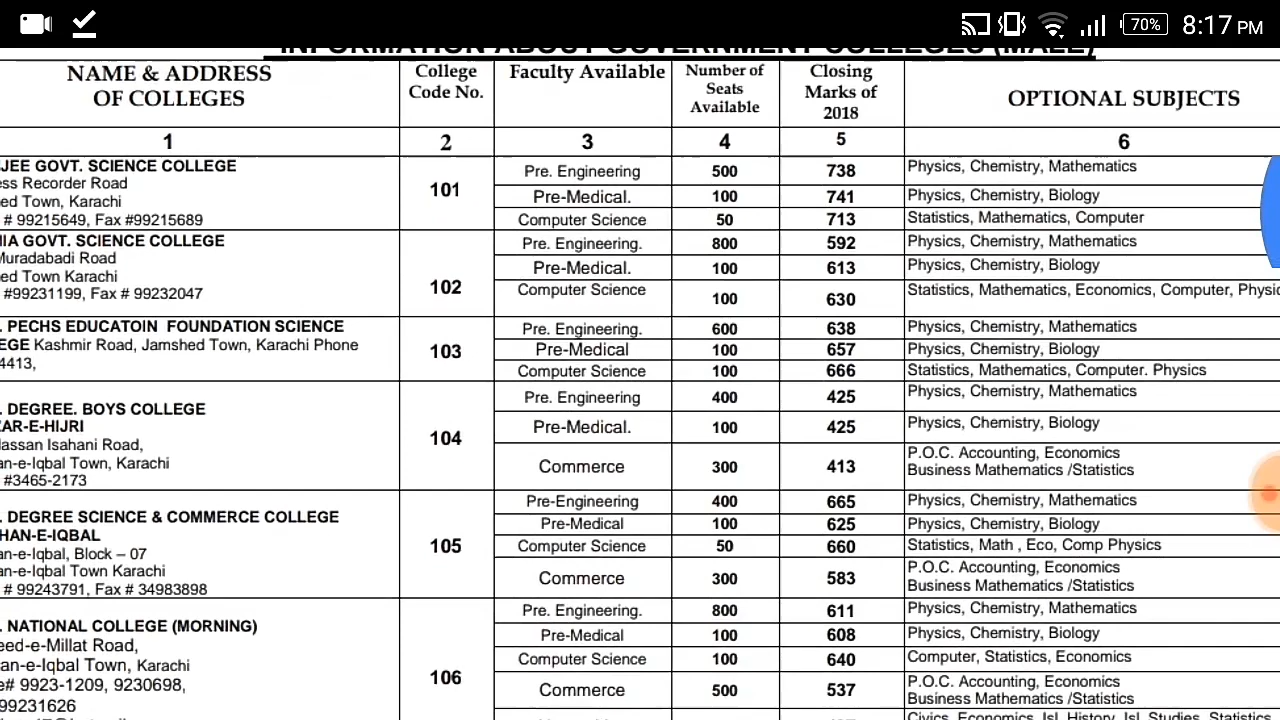 70% 8:17 PM
INFORMATION ABOUT GOVERNMENT COLLEGES (MALE)
NAME & ADDRESS OF COLLEGES College Code No. Faculty Available Number of Seats Available Closing Marks of 2018 OPTIONAL SUBJECTS
1 2 3 4 5 6
JEE GOVT. SCIENCE COLLEGE
ess Recorder Road
ed Town, Karachi
# 99215649, Fax #99215689
101
Pre. Engineering 500 738 Physics, Chemistry, Mathematics
Pre-Medical. 100 741 Physics, Chemistry, Biology
Computer Science 50 713 Statistics, Mathematics, Computer
IA GOVT. SCIENCE COLLEGE
Muradabadi Road
ed Town Karachi
#99231199, Fax # 99232047
102
Pre. Engineering. 800 592 Physics, Chemistry, Mathematics
Pre-Medical. 100 613 Physics, Chemistry, Biology
Computer Science 100 630 Statistics, Mathematics, Economics, Computer, Physic
. PECHS EDUCATOIN FOUNDATION SCIENCE
EGE Kashmir Road, Jamshed Town, Karachi Phone
4413,
103
Pre. Engineering. 600 638 Physics, Chemistry, Mathematics
Pre-Medical 100 657 Physics, Chemistry, Biology
Computer Science 100 666 Statistics, Mathematics, Computer. Physics
. DEGREE. BOYS COLLEGE
ZAR-E-HIJRI
Hassan Isahani Road,
an-e-Iqbal Town, Karachi
#3465-2173
104
Pre. Engineering 400 425 Physics, Chemistry, Mathematics
Pre-Medical. 100 425 Physics, Chemistry, Biology
Commerce 300 413 P.O.C. Accounting, Economics
Business Mathematics /Statistics
. DEGREE SCIENCE & COMMERCE COLLEGE
HAN-E-IQBAL
an-e-Iqbal, Block – 07
an-e-Iqbal Town Karachi
# 99243791, Fax # 34983898
105
Pre-Engineering 400 665 Physics, Chemistry, Mathematics
Pre-Medical 100 625 Physics, Chemistry, Biology
Computer Science 50 660 Statistics, Math , Eco, Comp Physics
Commerce 300 583 P.O.C. Accounting, Economics
Business Mathematics /Statistics
. NATIONAL COLLEGE (MORNING)
eed-e-Millat Road,
an-e-Iqbal Town, Karachi
e# 9923-1209, 9230698,
99231626
106
Pre. Engineering. 800 611 Physics, Chemistry, Mathematics
Pre-Medical 100 608 Physics, Chemistry, Biology
Computer Science 100 640 Computer, Statistics, Economics
Commerce 500 537 P.O.C. Accounting, Economics
Business Mathematics /Statistics
Civics, Economics, Isl. History, Isl. Studies, Statistics